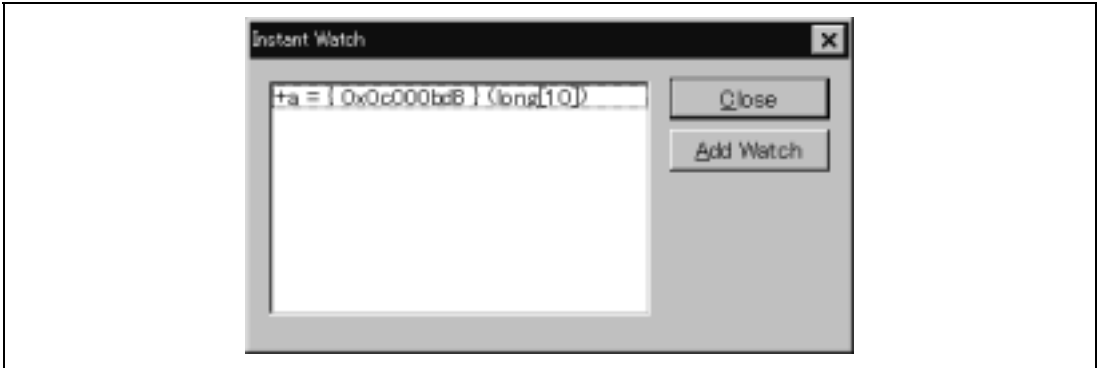 Instant Watch
+a = { 0x0c000bd8 } (long[10])
Close
Add Watch